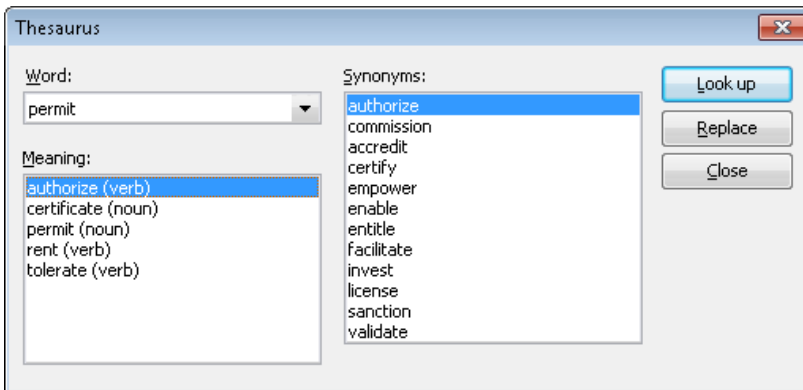 Thesaurus
Word:
permit
Meaning:
authorize (verb)
certificate (noun)
permit (noun)
rent (verb)
tolerate (verb)
Synonyms:
authorize
commission
accredit
certify
empower
enable
entitle
facilitate
invest
license
sanction
validate
Look up
Replace
Close